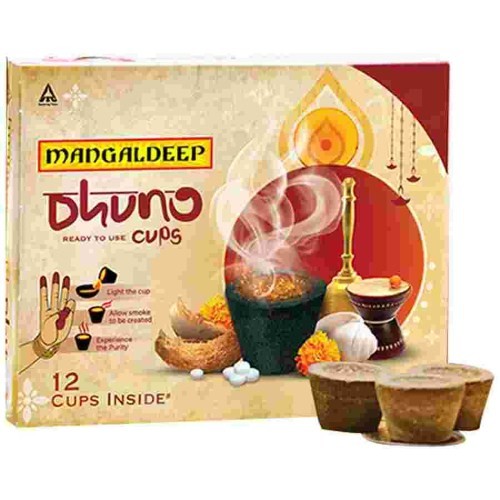 MANGALDEEP
Dhuno
READY TO USE CUPS
Light the cup
Allow smoke
to be created
Experience
the Purity
12
CUPS INSIDE#